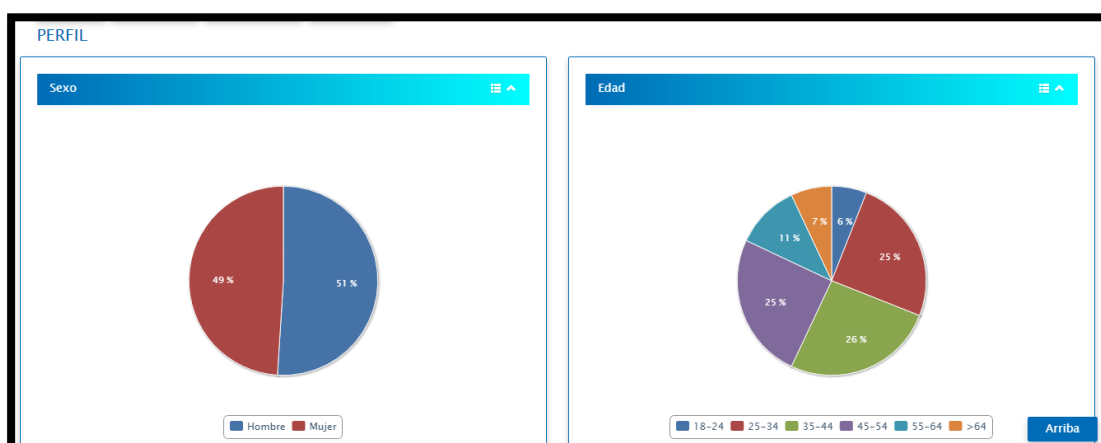 PERFIL
Sexo
49 %
51 %
Hombre Mujer
Edad
7 %
6 %
11 %
25 %
25 %
26 %
18-24 25-34 35-44 45-54 55-64 >64
Arriba